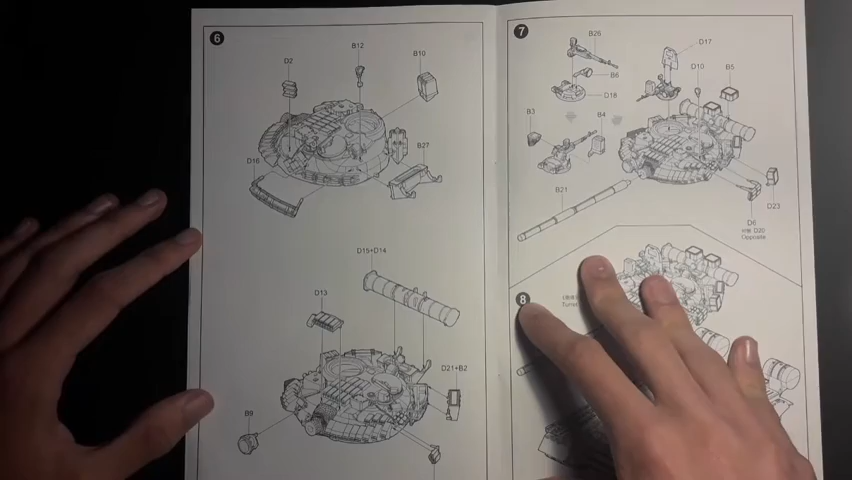 6
D2
B12
B10
D16
B27
D15+D14
D13
D21+B2
B9
7
B26
D17
B6
D10
B5
D18
B3
B4
B21
D23
D6
Opposite
8